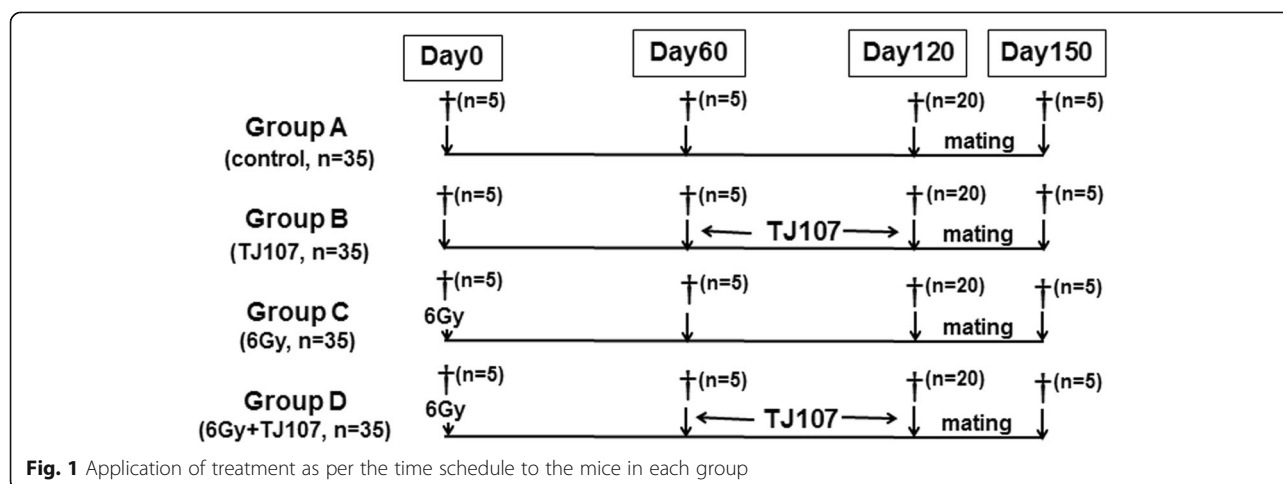 Day0 Day60 Day120 Day150
†(n=5) †(n=5) †(n=20) †(n=5)
Group A
(control, n=35)
mating
†(n=5) †(n=5) †(n=20) †(n=5)
Group B
(TJ107, n=35)
TJ107 mating
†(n=5) †(n=5) †(n=20) †(n=5)
Group C
(6Gy, n=35)
6Gy mating
†(n=5) †(n=5) †(n=20) †(n=5)
Group D
(6Gy+TJ107, n=35)
6Gy TJ107 mating
Fig. 1 Application of treatment as per the time schedule to the mice in each group